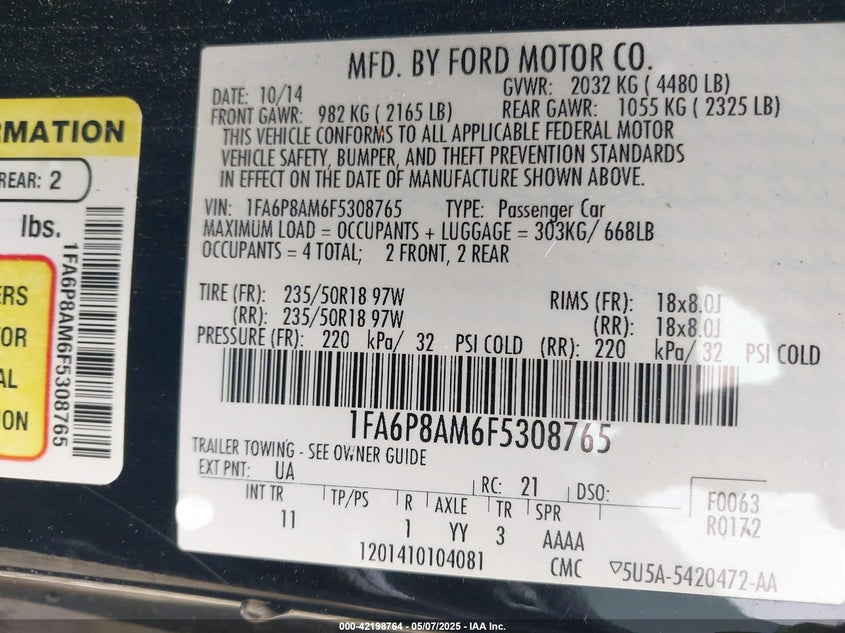 RMATION
REAR: 2
lbs.
1FA6P8AM6F5308765
ERS
TOR
AL
ION
MFD. BY FORD MOTOR CO.
DATE: 10/14 GVWR: 2032 KG ( 4480 LB)
FRONT GAWR: 982 KG ( 2165 LB) REAR GAWR: 1055 KG ( 2325 LB)
THIS VEHICLE CONFORMS TO ALL APPLICABLE FEDERAL MOTOR
VEHICLE SAFETY, BUMPER, AND THEFT PREVENTION STANDARDS
IN EFFECT ON THE DATE OF MANUFACTURE SHOWN ABOVE.
VIN: 1FA6P8AM6F5308765 TYPE: Passenger Car
MAXIMUM LOAD = OCCUPANTS + LUGGAGE = 303KG/ 668LB
OCCUPANTS = 4 TOTAL; 2 FRONT, 2 REAR
TIRE (FR): 235/50R18 97W RIMS (FR): 18x8.0J
(RR): 235/50R18 97W (RR): 18x8.0J
PRESSURE (FR): 220 kPa/ 32 PSI COLD (RR): 220 kPa/ 32 PSI COLD
1FA6P8AM6F5308765
TRAILER TOWING - SEE OWNER GUIDE
EXT PNT: UA RC: 21 DSO:
INT TR TP/PS R AXLE TR SPR
11 1 YY 3 AAAA
F0063
R0172
1201410104081 CMC ▽5U5A-5420472-AA
000-42198764 — 05/07/2025 — IAA Inc.